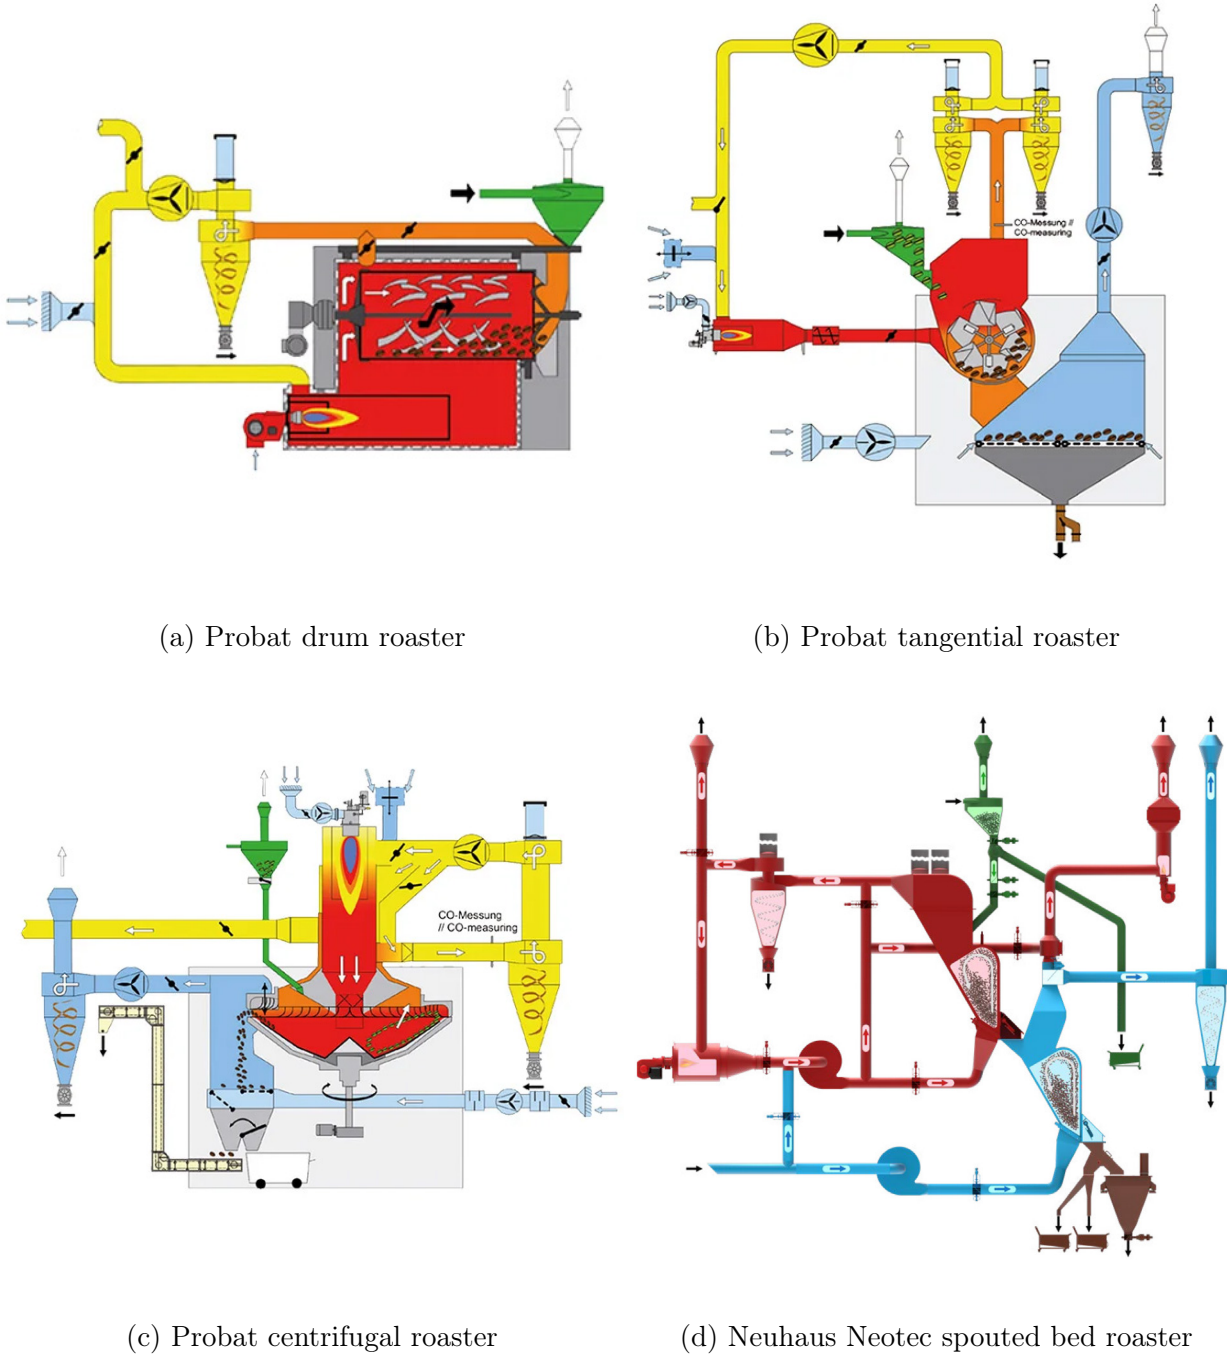 CO-Messung //
CO-measuring
(a) Probat drum roaster
(b) Probat tangential roaster
CO-Messung
// CO-measuring
(c) Probat centrifugal roaster
(d) Neuhaus Neotec spouted bed roaster